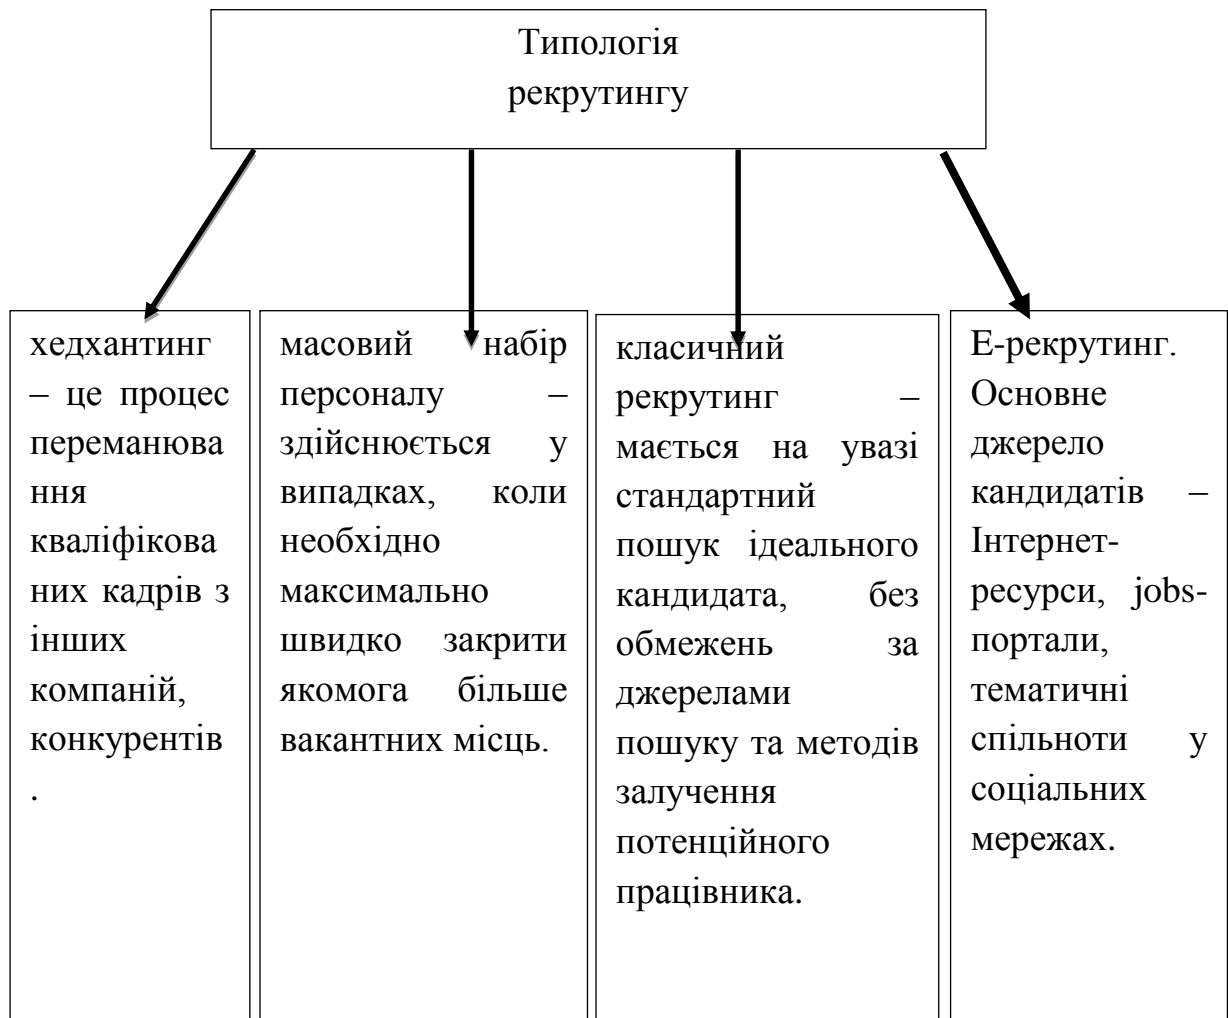 Типологія
рекрутингу
хедхантинг
– це процес
переманюва
ння
кваліфікова
них кадрів з
інших
компаній,
конкурентів
.
масовий набір
персоналу –
здійснюється у
випадках, коли
необхідно
максимально
швидко закрити
якомога більше
вакантних місць.
класичний
рекрутинг –
мається на увазі
стандартний
пошук ідеального
кандидата, без
обмежень за
джерелами
пошуку та методів
залучення
потенційного
працівника.
Е-рекрутинг.
Основне
джерело
кандидатів –
Інтернет-
ресурси, jobs-
портали,
тематичні
спільноти у
соціальних
мережах.